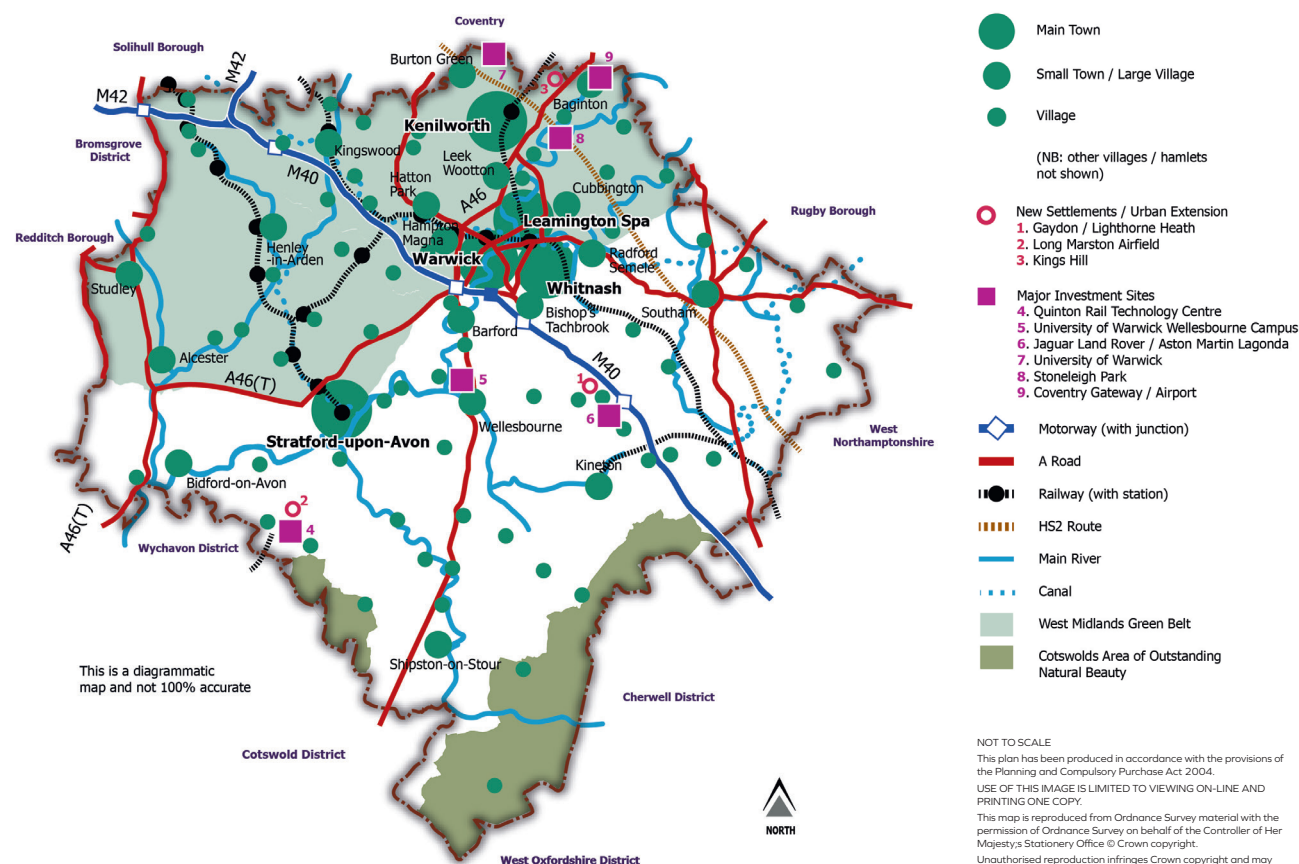 Coventry
Solihull Borough
Burton Green
9
M42
M42
7
3
Baginton
Kenilworth
8
Bromsgrove
District
Kingswood
Leek
Wootton
M40
Hatton
Park
A46
Cubbington
Rugby Borough
Leamington Spa
Hampton
Magna
Redditch Borough
Henley
-in-Arden
Warwick
Radford
Semele
Studley
Whitnash
Southam
Bishop's
Tachbrook
Barford
Alcester
M40
A46(T)
5
1
6
Wellesbourne
West
Northamptonshire
Stratford-upon-Avon
Kineton
Bidford-on-Avon
2
4
A46(T)
Wychavon District
Shipston-on-Stour
This is a diagrammatic
map and not 100% accurate
Cherwell District
Cotswold District
NORTH
West Oxfordshire District
Main Town
Small Town / Large Village
Village
(NB: other villages / hamlets
not shown)
New Settlements / Urban Extension
1. Gaydon / Lighthorne Heath
2. Long Marston Airfield
3. Kings Hill
Major Investment Sites
4. Quinton Rail Technology Centre
5. University of Warwick Wellesbourne Campus
6. Jaguar Land Rover / Aston Martin Lagonda
7. University of Warwick
8. Stoneleigh Park
9. Coventry Gateway / Airport
Motorway (with junction)
A Road
Railway (with station)
HS2 Route
Main River
Canal
West Midlands Green Belt
Cotswolds Area of Outstanding
Natural Beauty
NOT TO SCALE
This plan has been produced in accordance with the provisions of
the Planning and Compulsory Purchase Act 2004.
USE OF THIS IMAGE IS LIMITED TO VIEWING ON-LINE AND
PRINTING ONE COPY.
This map is reproduced from Ordnance Survey material with the
permission of Ordnance Survey on behalf of the Controller of Her
Majesty;s Stationery Office © Crown copyright.
Unauthorised reproduction infringes Crown copyright and may